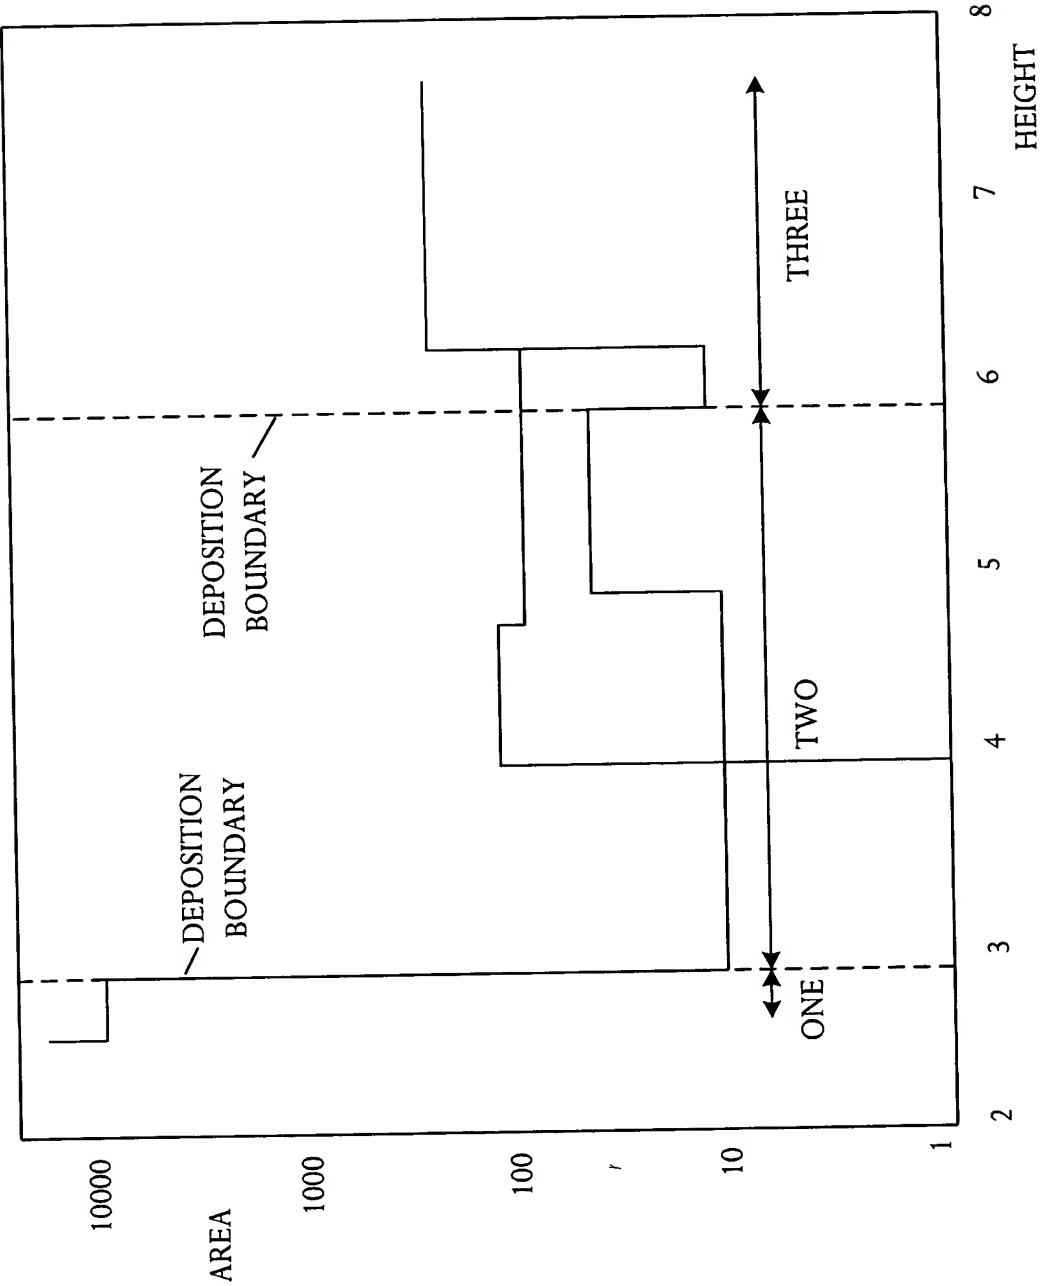 AREA
10000
1000
100
10
1
DEPOSITION
BOUNDARY
DEPOSITION
BOUNDARY
ONE
TWO
THREE
2
3
4
5
6
7
8
HEIGHT